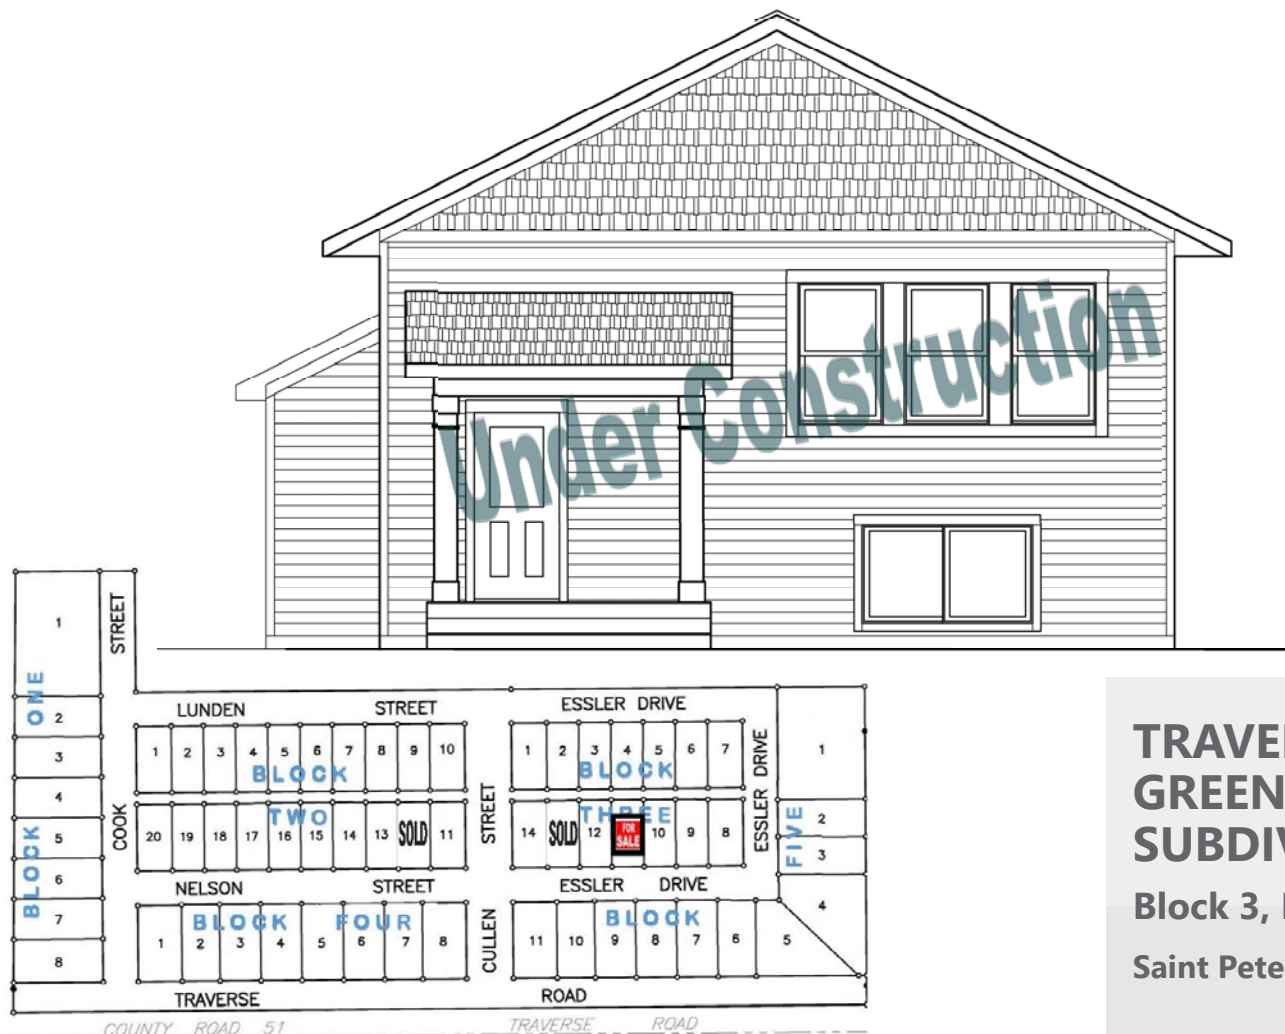 Under Construction
STREET
1
ONE
2
3
4
5
6
7
8
BLOCK
COOK
LUNDEN STREET
1 2 3 4 5 6 7 8 9 10
BLOCK
TWO
20 19 18 17 16 15 14 13 SOLD 11
NELSON STREET
BLOCK FOUR
1 2 3 4 5 6 7 8
STREET
CULLEN
ESSLER DRIVE
1 2 3 4 5 6 7
BLOCK
THREE
14 SOLD 12 FOR SALE 10 9 8
ESSLER DRIVE
BLOCK
11 10 9 8 7 6 5
ESSLER DRIVE
FIVE
1
2
3
4
TRAVERSE ROAD
COUNTY ROAD 51 TRAVERSE ROAD
TRAVE
GREEN
SUBDIV
Block 3,
Saint Pete